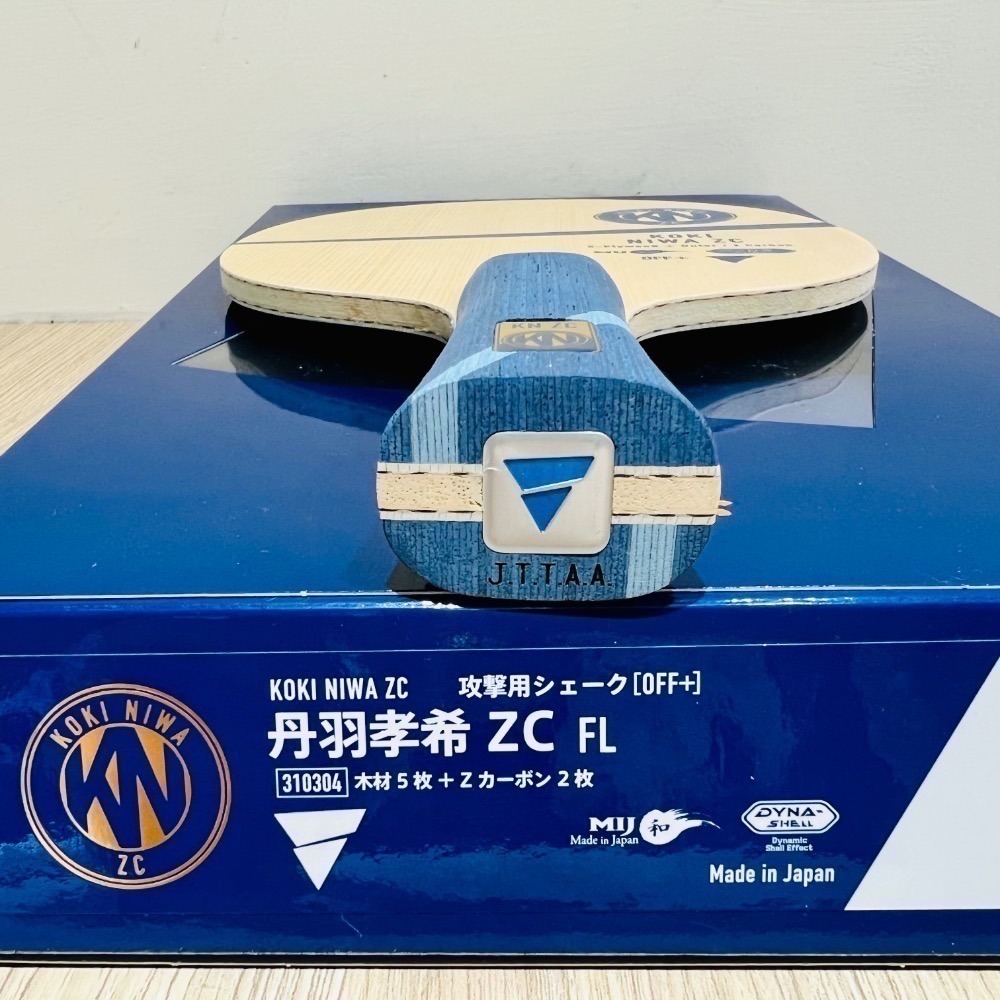 KN
KOKI
NIWA ZC
OFF+
KN ZC
KN
J.T.T.A.A.
KOKI NIWA
KN
ZC
KOKI NIWA ZC 攻撃用シェーク[OFF+]
丹羽孝希 ZC FL
310304 木材5枚+Zカーボン2枚
MIJ 和
Made in Japan
DYNA-
SHELL
Dynamic
Shell Effect
Made in Japan